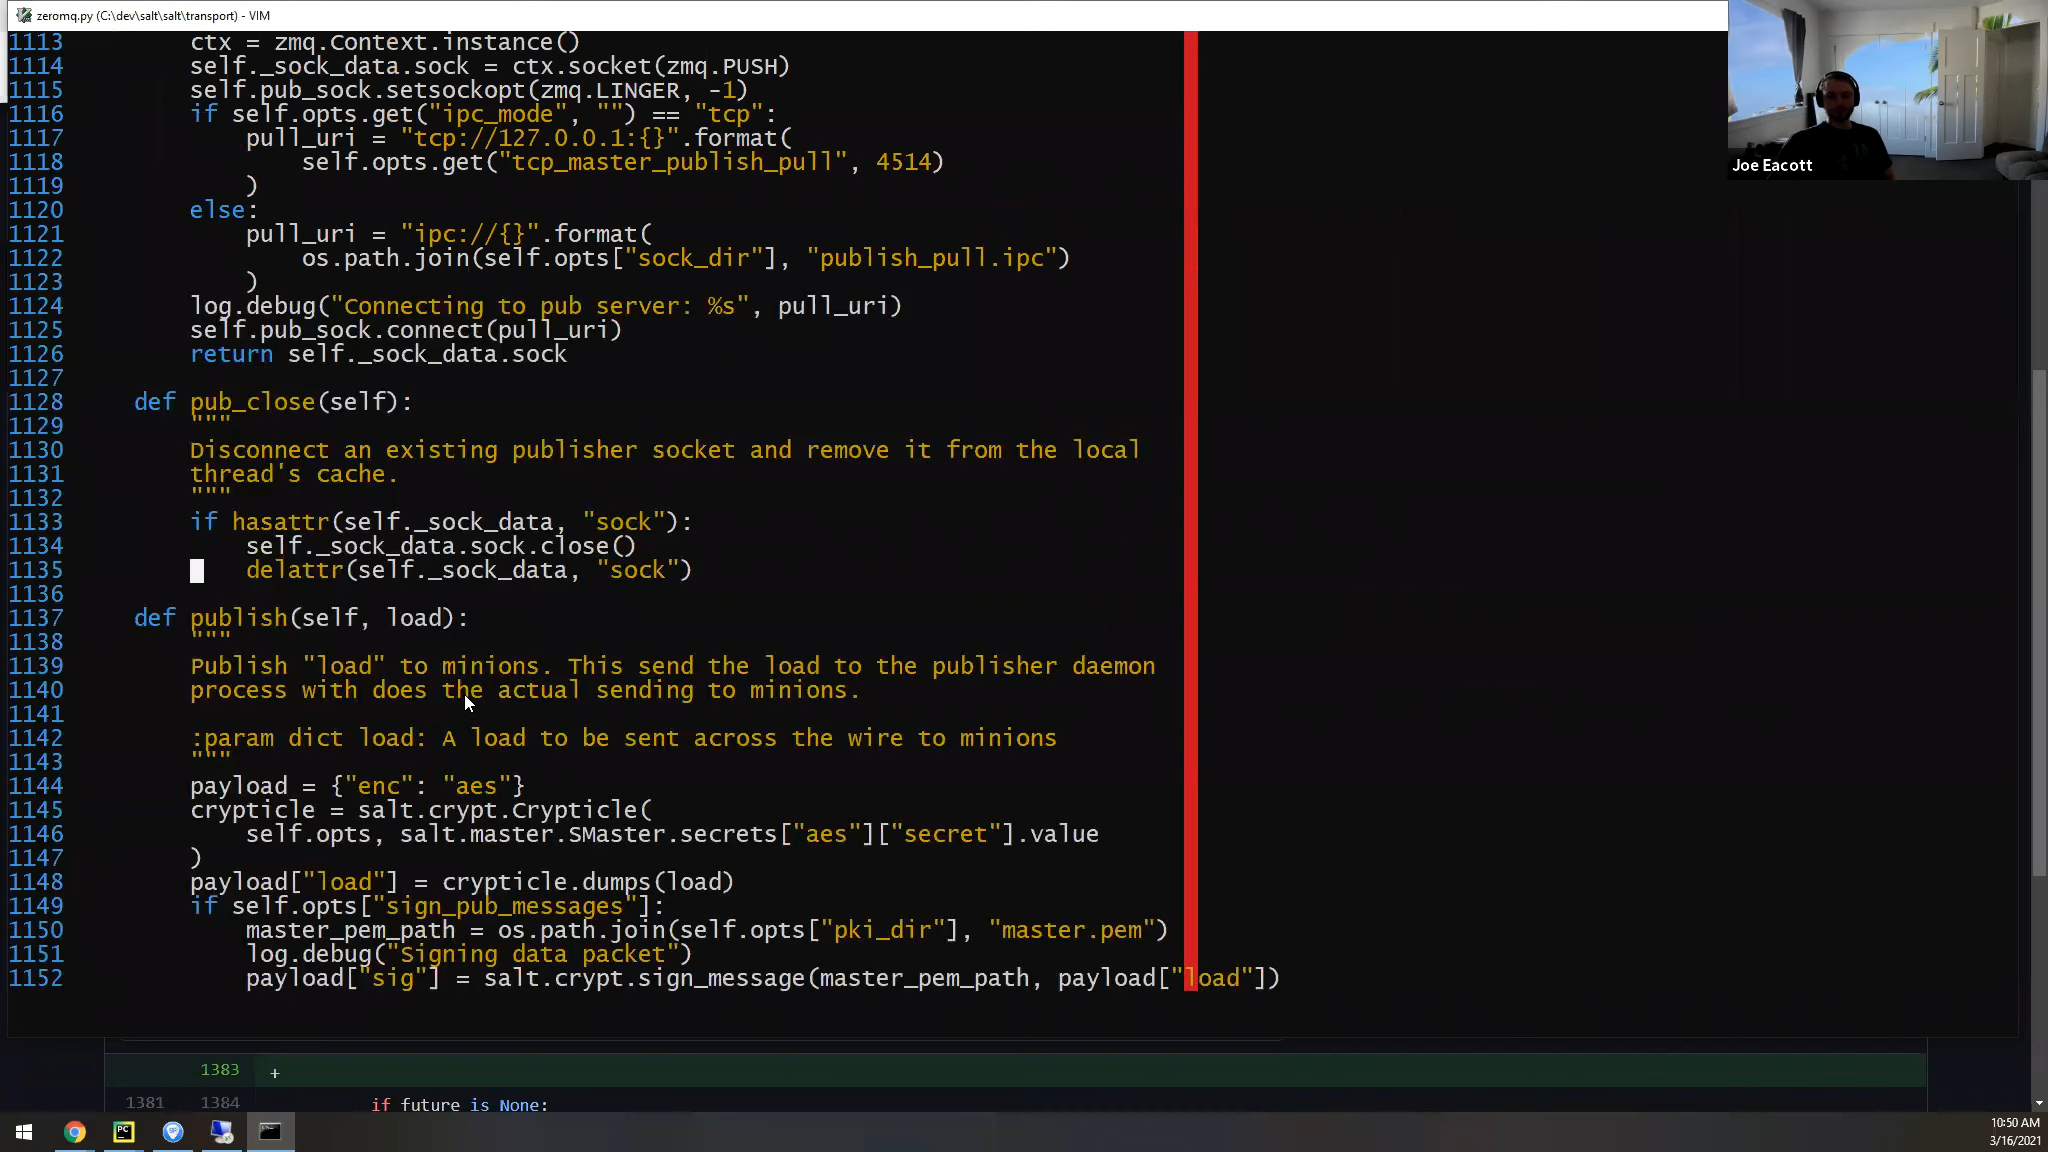 zeromq.py (C:\dev\salt\salt\transport) - VIM
1113 ctx = zmq.Context.instance()
1114 self._sock_data.sock = ctx.socket(zmq.PUSH)
1115 self.pub_sock.setsockopt(zmq.LINGER, -1)
1116 if self.opts.get("ipc_mode", "") == "tcp":
1117 pull_uri = "tcp://127.0.0.1:{}".format(
1118 self.opts.get("tcp_master_publish_pull", 4514)
1119 )
1120 else:
1121 pull_uri = "ipc://{}".format(
1122 os.path.join(self.opts["sock_dir"], "publish_pull.ipc")
1123 )
1124 log.debug("Connecting to pub server: %s", pull_uri)
1125 self.pub_sock.connect(pull_uri)
1126 return self._sock_data.sock
1127
1128 def pub_close(self):
1129 """
1130 Disconnect an existing publisher socket and remove it from the local
1131 thread's cache.
1132 """
1133 if hasattr(self._sock_data, "sock"):
1134 self._sock_data.sock.close()
1135 delattr(self._sock_data, "sock")
1136
1137 def publish(self, load):
1138 """
1139 Publish "load" to minions. This send the load to the publisher daemon
1140 process with does the actual sending to minions.
1141
1142 :param dict load: A load to be sent across the wire to minions
1143 """
1144 payload = {"enc": "aes"}
1145 crypticle = salt.crypt.Crypticle(
1146 self.opts, salt.master.SMaster.secrets["aes"]["secret"].value
1147 )
1148 payload["load"] = crypticle.dumps(load)
1149 if self.opts["sign_pub_messages"]:
1150 master_pem_path = os.path.join(self.opts["pki_dir"], "master.pem")
1151 log.debug("Signing data packet")
1152 payload["sig"] = salt.crypt.sign_message(master_pem_path, payload["load"])
Joe Eacott
1383 +
1381 1384 if future is None:
PC
10:50 AM
3/16/2021